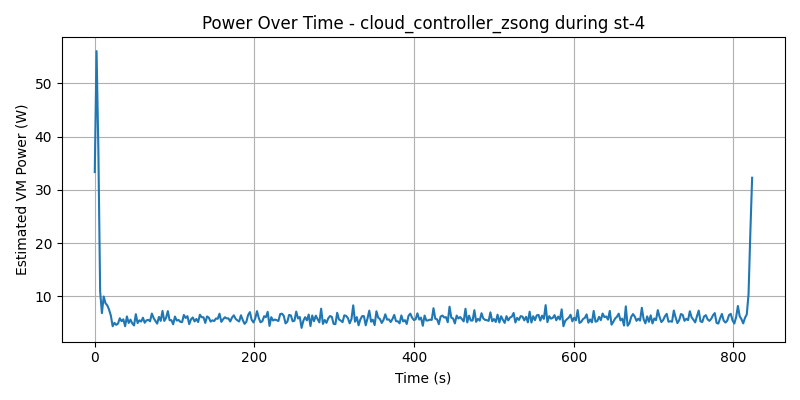 Power Over Time - cloud_controller_zsong during st-4
Estimated VM Power (W)
50
40
30
20
10
0 200 400 600 800
Time (s)